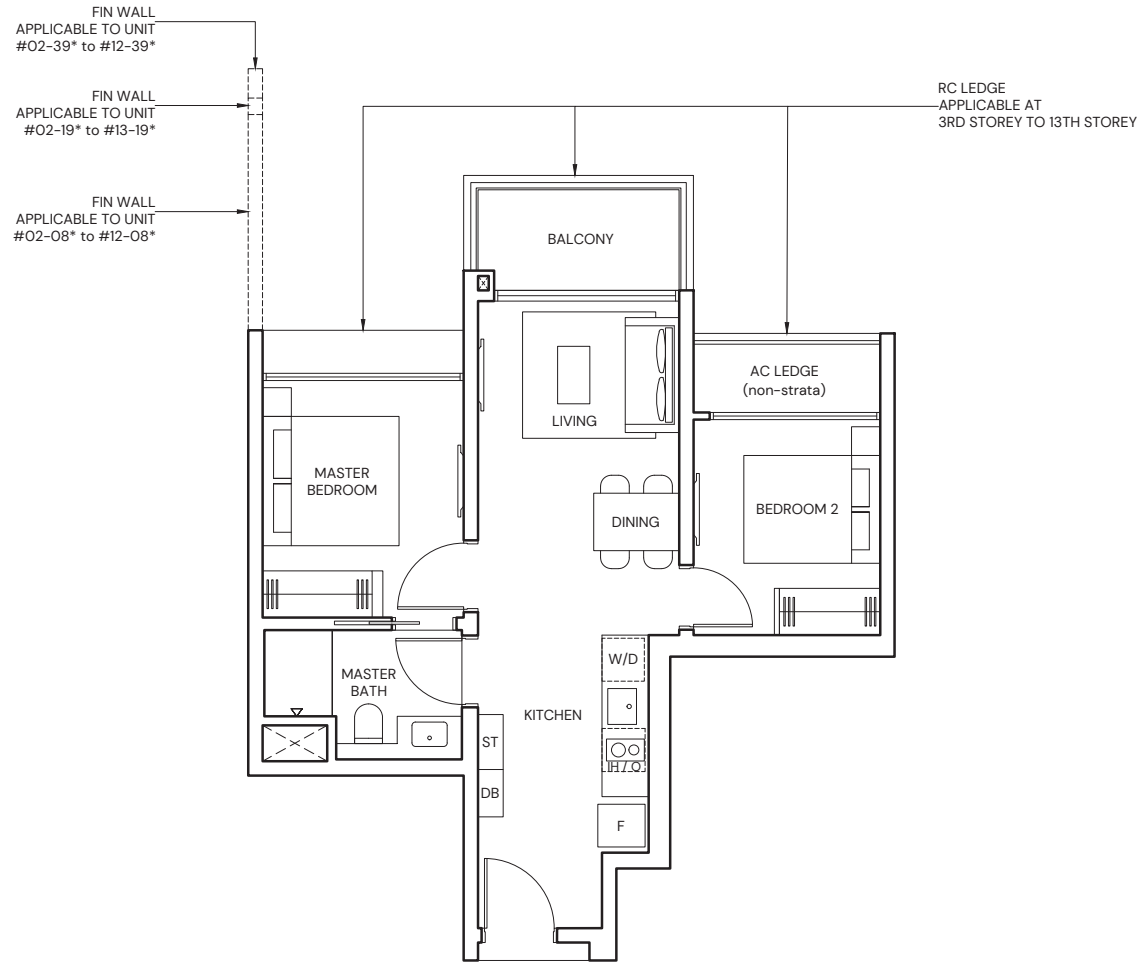 FIN WALL
APPLICABLE TO UNIT
#02-39* to #12-39*
FIN WALL
APPLICABLE TO UNIT
#02-19* to #13-19*
FIN WALL
APPLICABLE TO UNIT
#02-08* to #12-08*
RC LEDGE
APPLICABLE AT
3RD STOREY TO 13TH STOREY
BALCONY
AC LEDGE
(non-strata)
LIVING
MASTER
BEDROOM
BEDROOM 2
DINING
W/D
MASTER
BATH
KITCHEN
ST
IH / O
DB
F